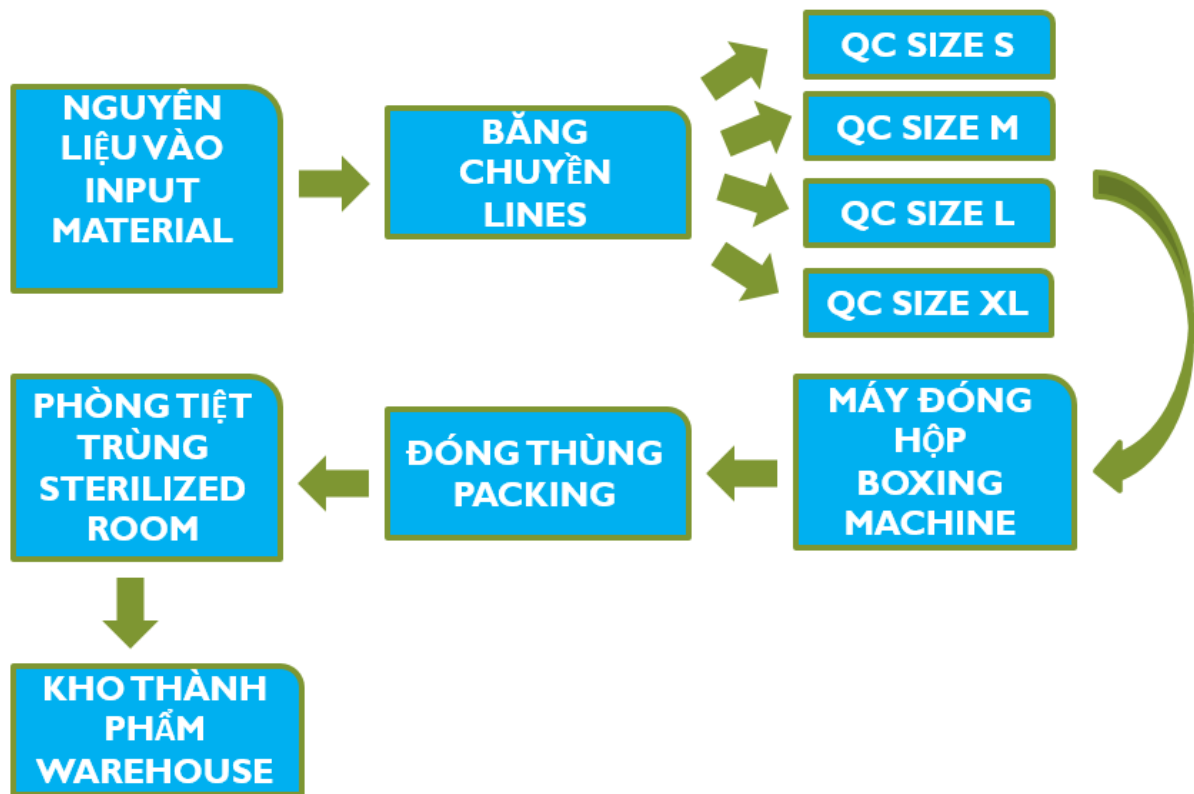 NGUYÊN
LIỆU VÀO
INPUT
MATERIAL
BĂNG
CHUYỀN
LINES
QC SIZE S
QC SIZE M
QC SIZE L
QC SIZE XL
MÁY ĐÓNG
HỘP
BOXING
MACHINE
ĐÓNG THÙNG
PACKING
PHÒNG TIỆT
TRÙNG
STERILIZED
ROOM
KHO THÀNH
PHẨM
WAREHOUSE